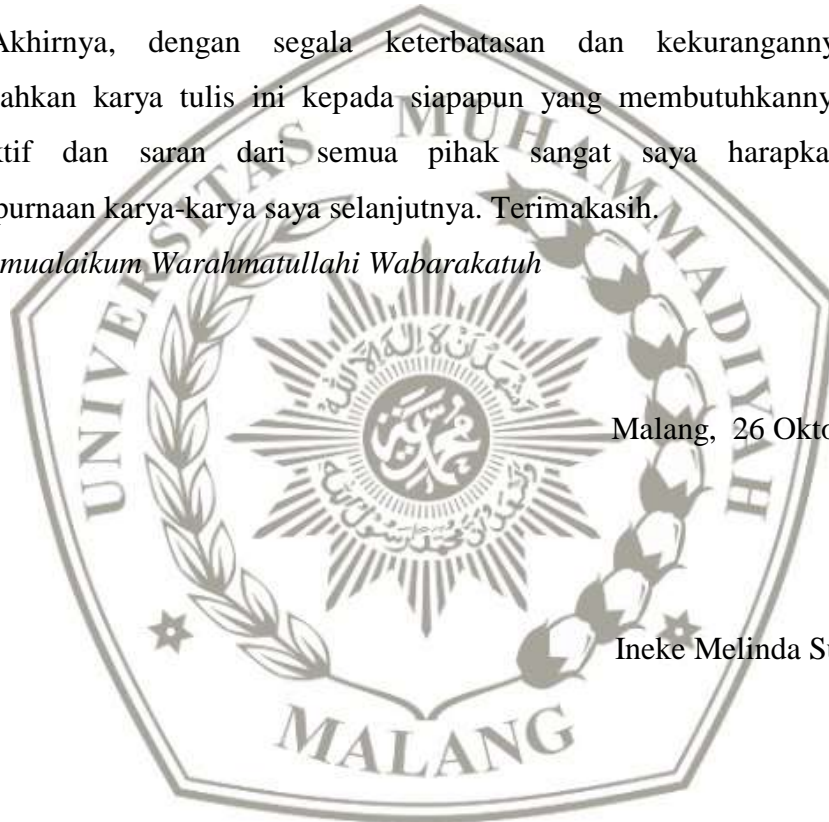 Akhirnya, dengan segala keterbatasan dan kekurangannya
ahkan karya tulis ini kepada siapapun yang membutuhkanny
ktif dan saran dari semua pihak sangat saya harapka
purnaan karya-karya saya selanjutnya. Terimakasih.
mualaikum Warahmatullahi Wabarakatuh
Malang, 26 Okto
Ineke Melinda Su
UNIVERSITAS MUHAMMADIYAH
MALANG